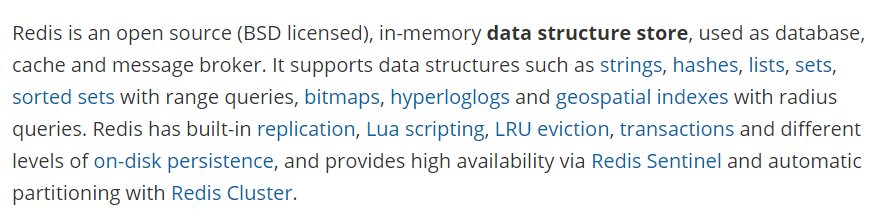 Redis is an open source (BSD licensed), in-memory data structure store, used as database,
cache and message broker. It supports data structures such as strings, hashes, lists, sets,
sorted sets with range queries, bitmaps, hyperloglogs and geospatial indexes with radius
queries. Redis has built-in replication, Lua scripting, LRU eviction, transactions and different
levels of on-disk persistence, and provides high availability via Redis Sentinel and automatic
partitioning with Redis Cluster.